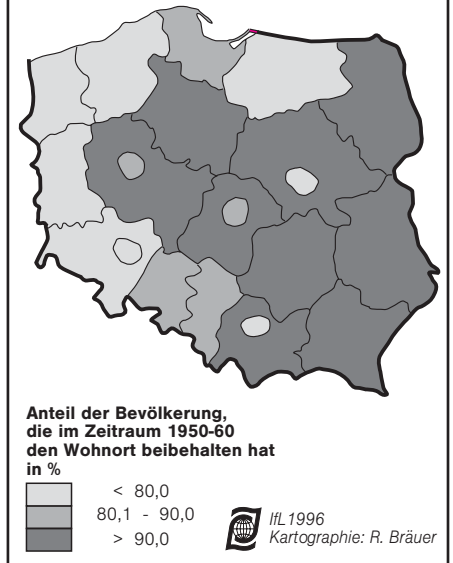 Anteil der Bevölkerung,
die im Zeitraum 1950-60
den Wohnort beibehalten hat
in %
< 80,0
80,1 - 90,0
> 90,0
IfL 1996
Kartographie: R. Bräuer